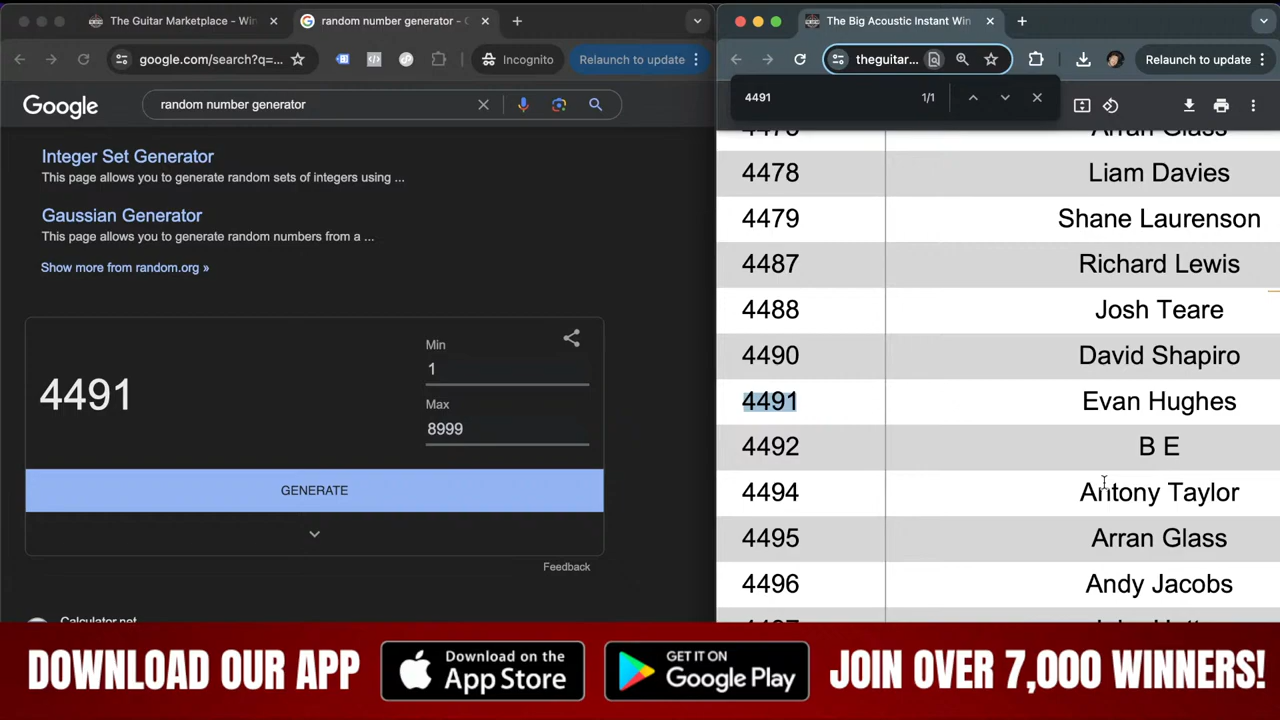 The Guitar Marketplace - Win
random number generator - G
google.com/search?q=...
Incognito
Relaunch to update
Google
random number generator
Integer Set Generator
This page allows you to generate random sets of integers using ...
Gaussian Generator
This page allows you to generate random numbers from a ...
Show more from random.org »
4491
Min
1
Max
8999
GENERATE
Feedback
Calculator.net
The Big Acoustic Instant Win
theguitar...
Relaunch to update
4491
1/1
Arran Glass
4478 Liam Davies
4479 Shane Laurenson
4487 Richard Lewis
4488 Josh Teare
4490 David Shapiro
4491 Evan Hughes
4492 B E
4494 Antony Taylor
4495 Arran Glass
4496 Andy Jacobs
DOWNLOAD OUR APP
Download on the
App Store
GET IT ON
Google Play
JOIN OVER 7,000 WINNERS!